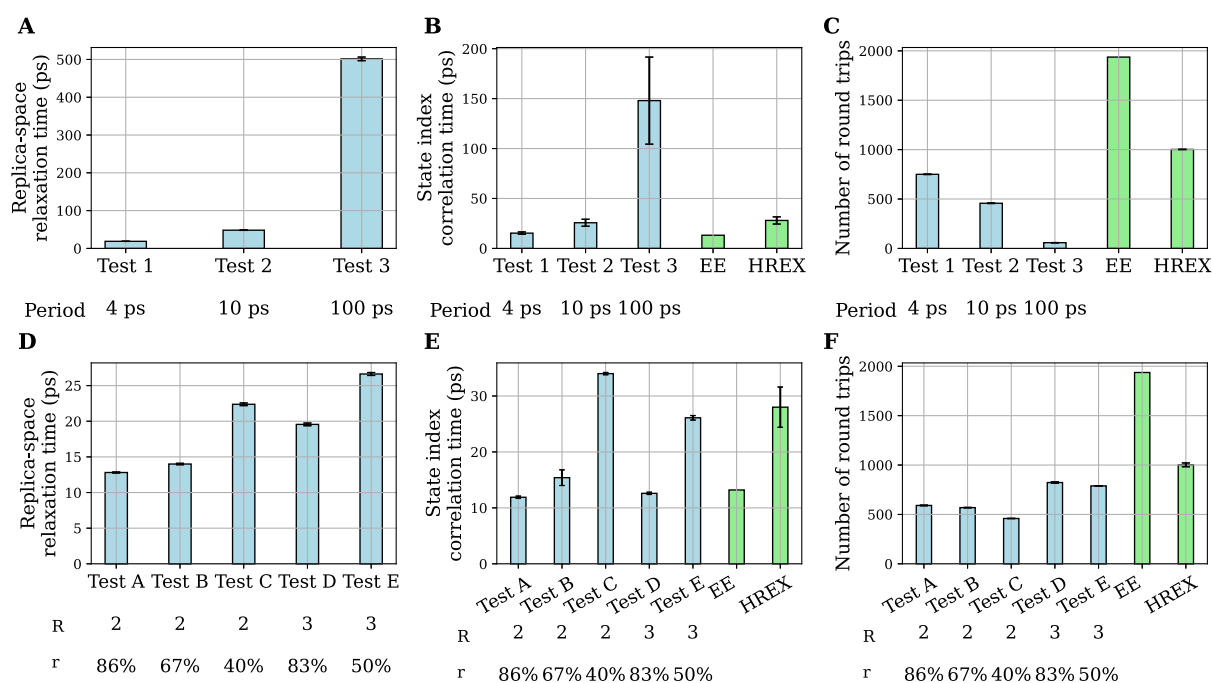 A
Replica-space
relaxation time (ps)
500
400
300
200
100
0
Test 1 Test 2 Test 3
Period 4 ps 10 ps 100 ps
B
State index
correlation time (ps)
200
150
100
50
0
Test 1 Test 2 Test 3 EE HREX
Period 4 ps 10 ps 100 ps
C
Number of round trips
2000
1500
1000
500
0
Test 1 Test 2 Test 3 EE HREX
Period 4 ps 10 ps 100 ps
D
Replica-space
relaxation time (ps)
25
20
15
10
5
0
Test A Test B Test C Test D Test E
R 2 2 2 3 3
r 86% 67% 40% 83% 50%
E
State index
correlation time (ps)
30
20
10
0
Test A Test B Test C Test D Test E EE HREX
R 2 2 2 3 3
r 86% 67% 40% 83% 50%
F
Number of round trips
2000
1500
1000
500
0
Test A Test B Test C Test D Test E EE HREX
R 2 2 2 3 3
r 86% 67% 40% 83% 50%